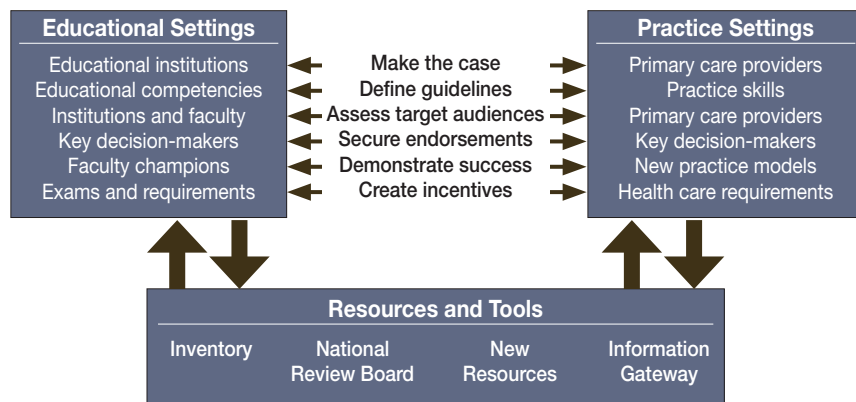 Educational Settings
Educational institutions
Educational competencies
Institutions and faculty
Key decision-makers
Faculty champions
Exams and requirements
Make the case
Define guidelines
Assess target audiences
Secure endorsements
Demonstrate success
Create incentives
Practice Settings
Primary care providers
Practice skills
Primary care providers
Key decision-makers
New practice models
Health care requirements
Resources and Tools
Inventory
National
Review Board
New
Resources
Information
Gateway